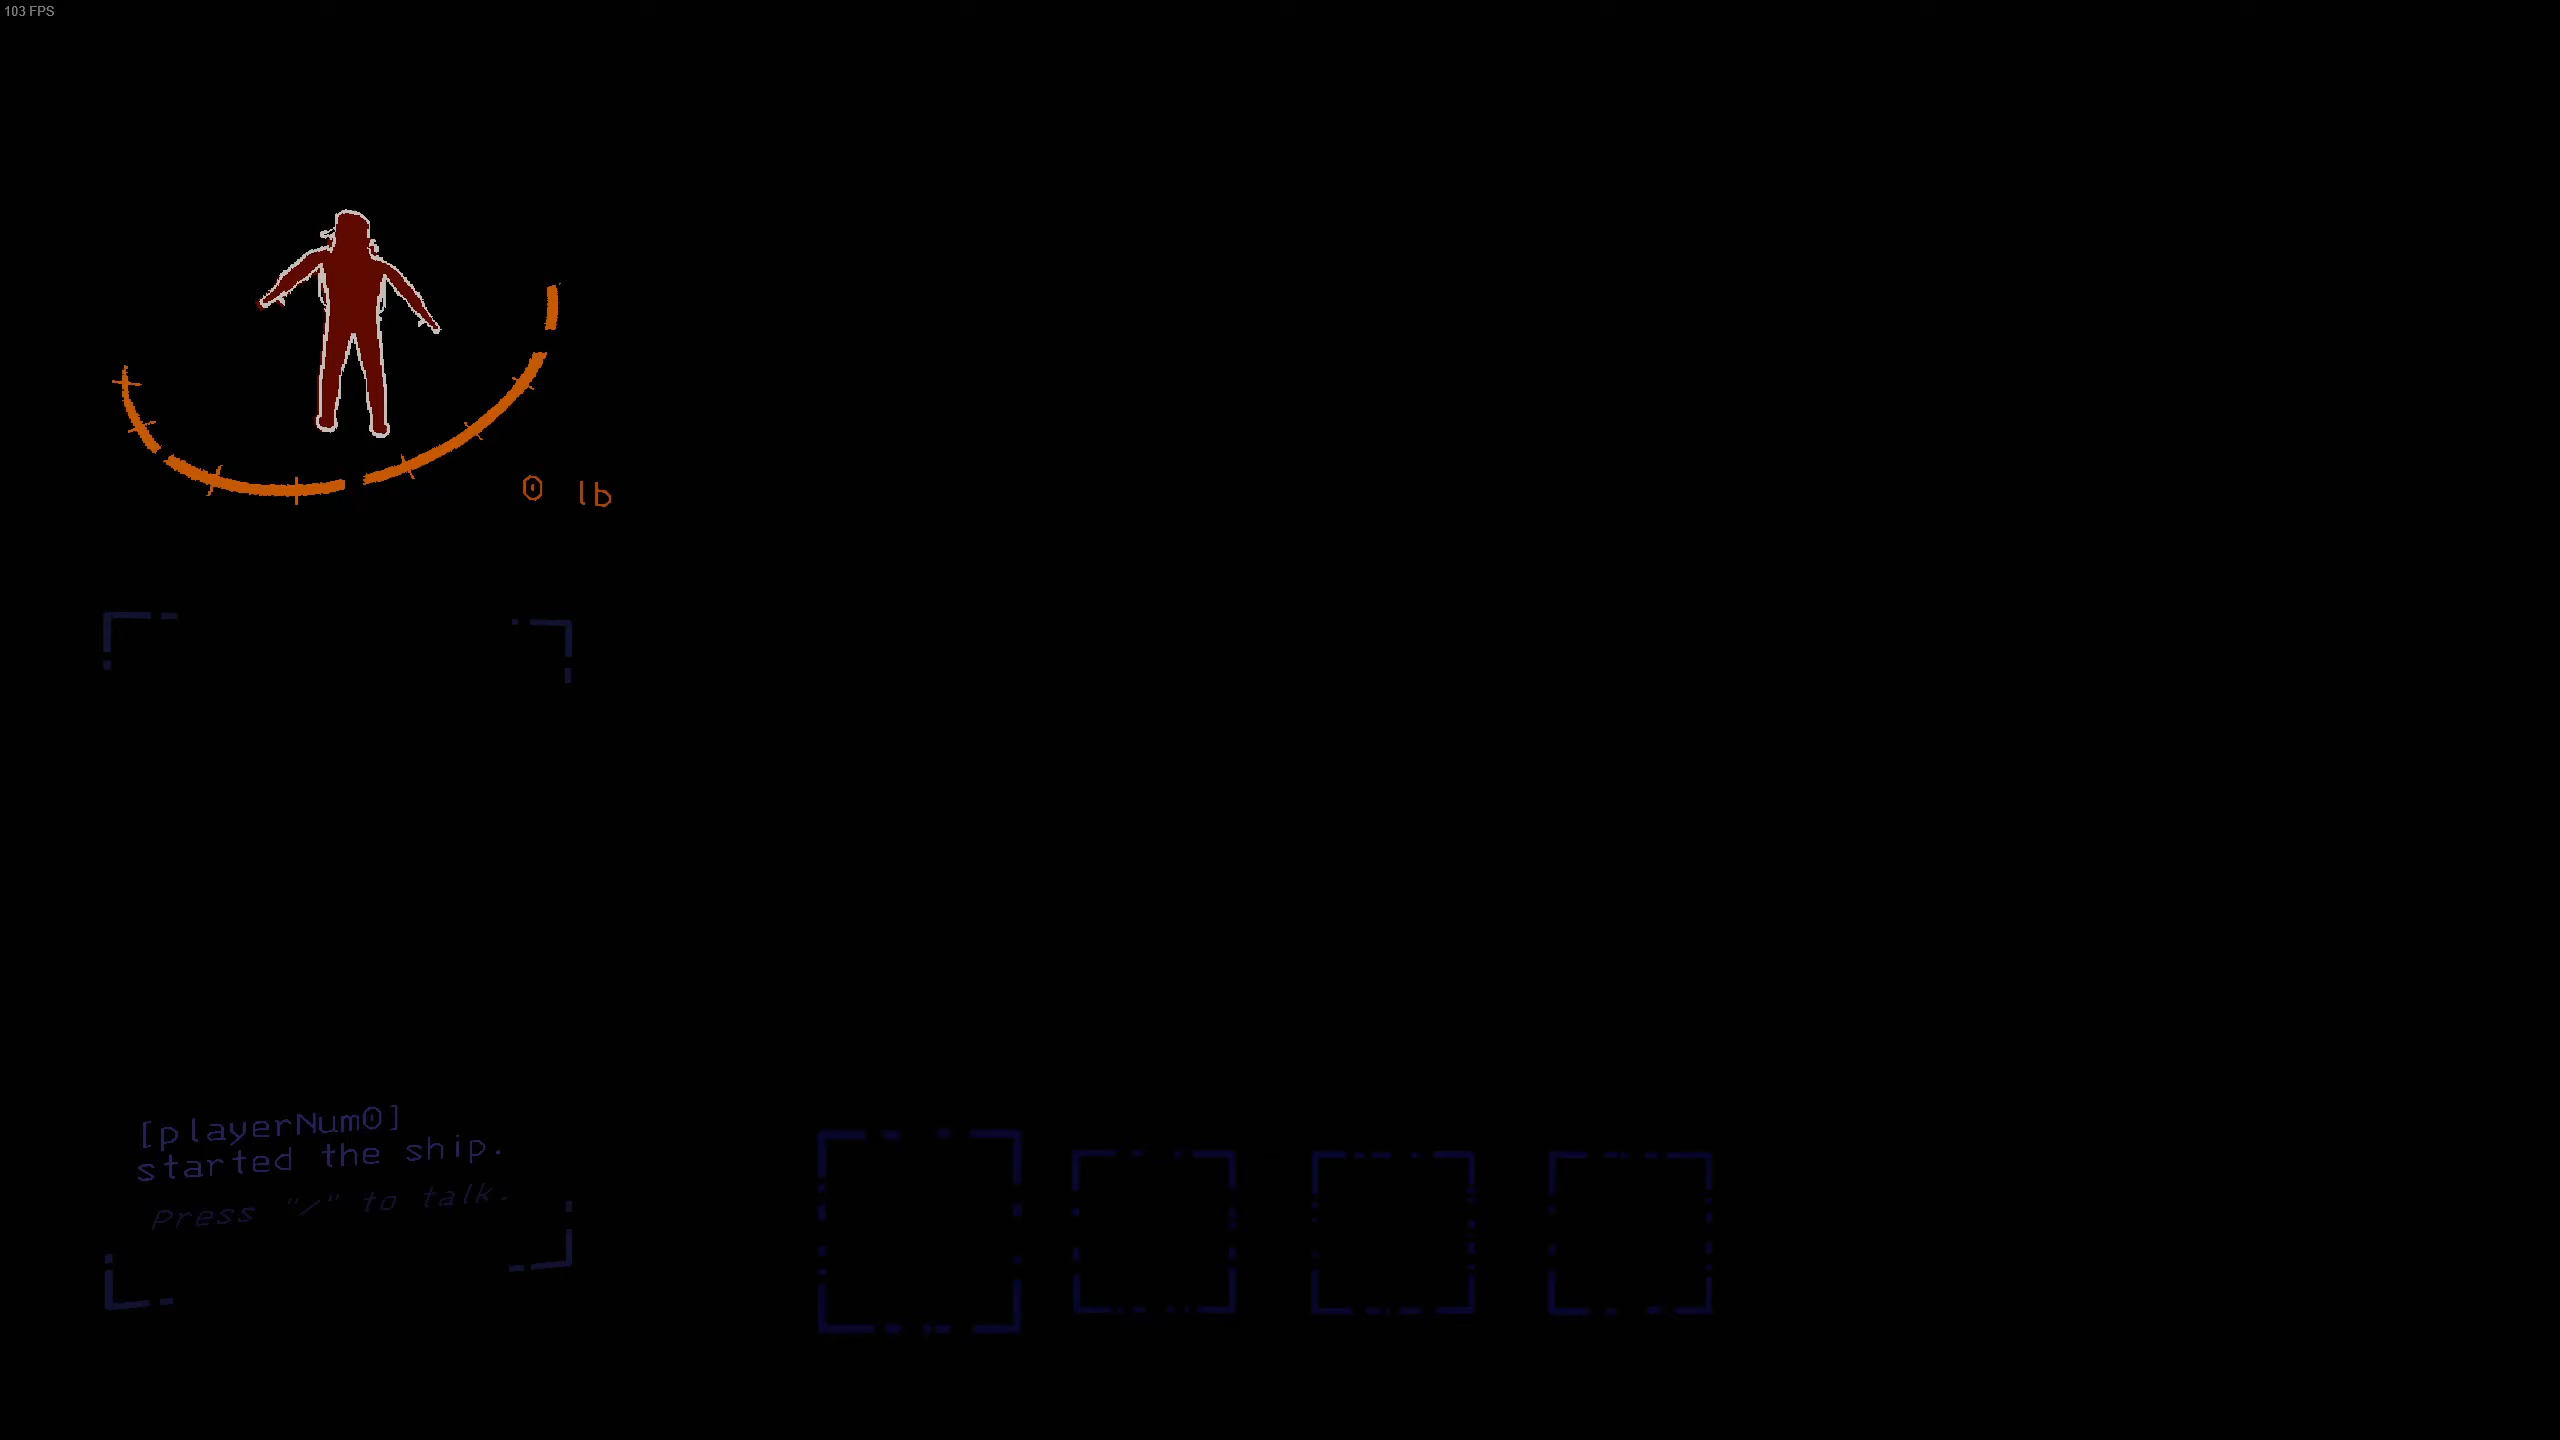 103 FPS
0 lb
[playerNum0]
started the ship.
Press "/" to talk.